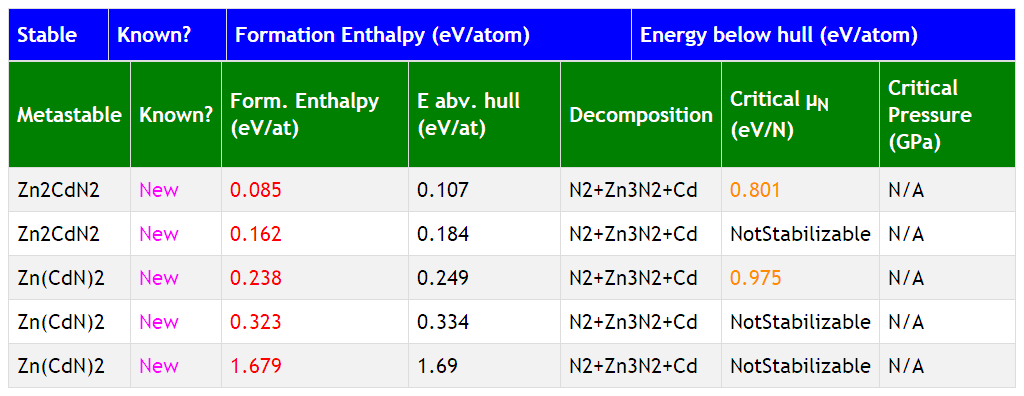 Stable Known? Formation Enthalpy (eV/atom) Energy below hull (eV/atom)
Metastable Known? Form. Enthalpy (eV/at) E abv. hull (eV/at) Decomposition Critical μN (eV/N) Critical Pressure (GPa)
Zn2CdN2 New 0.085 0.107 N2+Zn3N2+Cd 0.801 N/A
Zn2CdN2 New 0.162 0.184 N2+Zn3N2+Cd NotStabilizable N/A
Zn(CdN)2 New 0.238 0.249 N2+Zn3N2+Cd 0.975 N/A
Zn(CdN)2 New 0.323 0.334 N2+Zn3N2+Cd NotStabilizable N/A
Zn(CdN)2 New 1.679 1.69 N2+Zn3N2+Cd NotStabilizable N/A